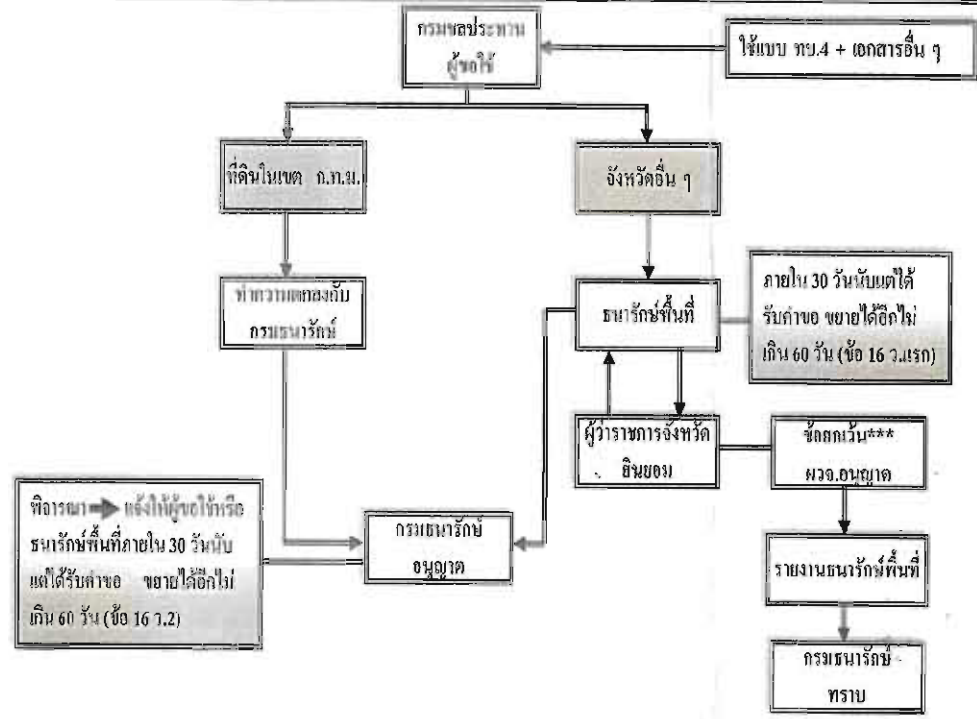 กรมชลประทาน
ผู้ขอใช้
ใช้แบบ ทบ.4 + เอกสารอื่น ๆ
ที่ดินในเขต ก.ท.ม.
จังหวัดอื่น ๆ
ทำความตกลงกับ
กรมธนารักษ์
ธนารักษ์พื้นที่
ภายใน 30 วันนับแต่ได้
รับคำขอ ขยายได้อีกไม่
เกิน 60 วัน (ข้อ 16 ว.แรก)
ผู้ว่าราชการจังหวัด
ยินยอม
ข้อยกเว้น***
ผวจ.อนุญาต
พิจารณา ➡ แจ้งให้ผู้ขอใช้หรือ
ธนารักษ์พื้นที่ภายใน 30 วันนับ
แต่ได้รับคำขอ ขยายได้อีกไม่
เกิน 60 วัน (ข้อ 16 ว.2)
กรมธนารักษ์
อนุญาต
รายงานธนารักษ์พื้นที่
กรมธนารักษ์
ทราบ